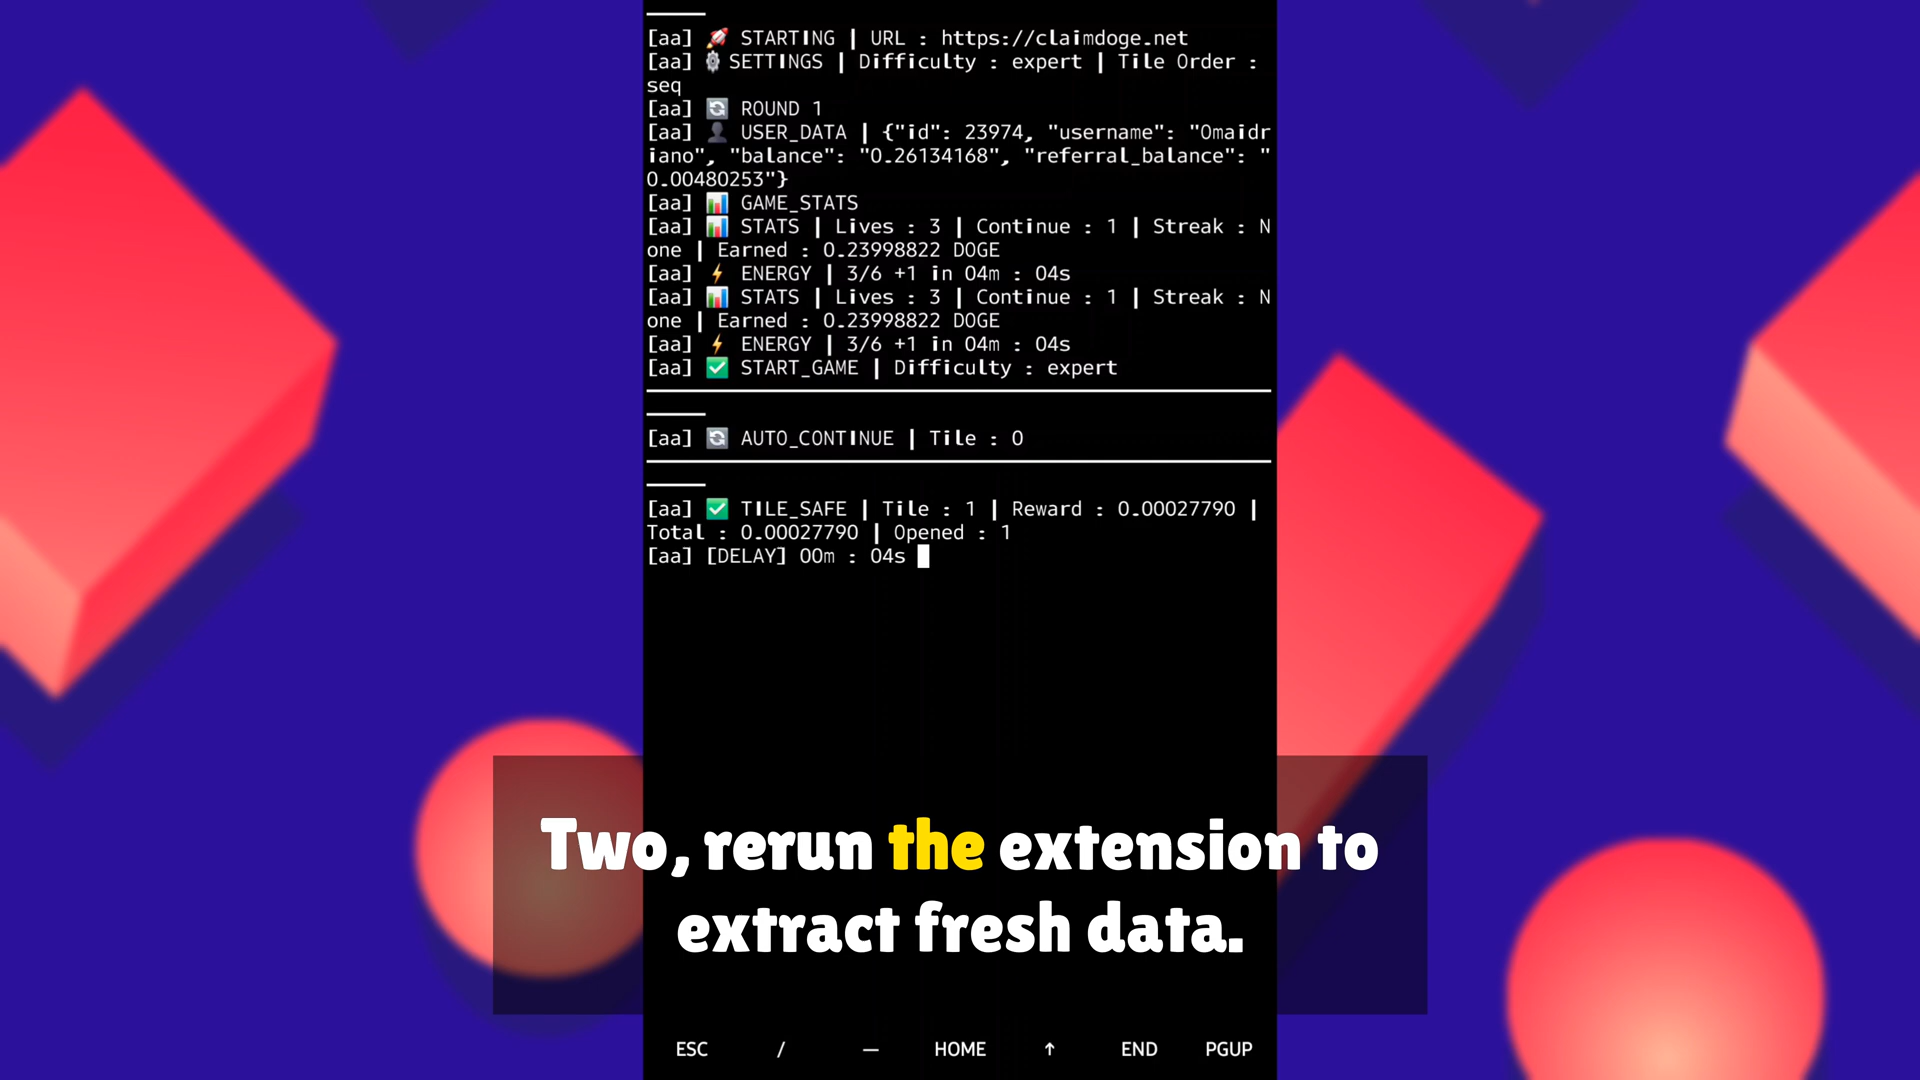 [aa] 🚀 STARTING | URL : https://claimdoge.net
[aa] ⚙️ SETTINGS | Difficulty : expert | Tile Order :
seq
[aa] 🔄 ROUND 1
[aa] 👤 USER_DATA | {"id": 23974, "username": "Omaidr
iano", "balance": "0.26134168", "referral_balance": "
0.00480253"}
[aa] 📊 GAME_STATS
[aa] 📊 STATS | Lives : 3 | Continue : 1 | Streak : N
one | Earned : 0.23998822 DOGE
[aa] ⚡ ENERGY | 3/6 +1 in 04m : 04s
[aa] 📊 STATS | Lives : 3 | Continue : 1 | Streak : N
one | Earned : 0.23998822 DOGE
[aa] ⚡ ENERGY | 3/6 +1 in 04m : 04s
[aa] ✅ START_GAME | Difficulty : expert
[aa] 🔄 AUTO_CONTINUE | Tile : 0
[aa] ✅ TILE_SAFE | Tile : 1 | Reward : 0.00027790 |
Total : 0.00027790 | Opened : 1
[aa] [DELAY] 00m : 04s
Two, rerun the extension to
extract fresh data.
ESC / — HOME ↑ END PGUP